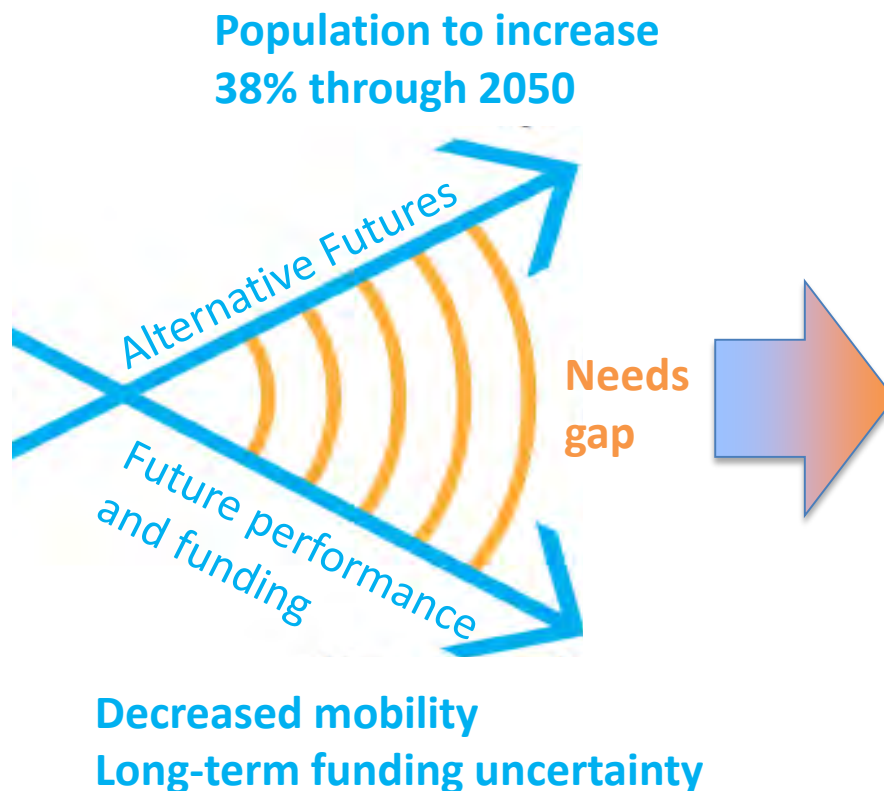 Population to increase
38% through 2050
Alternative Futures
Needs
gap
Future performance
and funding
Decreased mobility
Long-term funding uncertainty